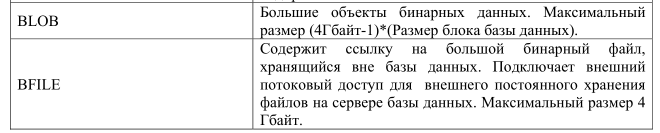 BLOB
Большие объекты бинарных данных. Максимальный
размер (4Гбайт-1)*(Размер блока базы данных).
BFILE
Содержит ссылку на большой бинарный файл,
хранящийся вне базы данных. Подключает внешний
потоковый доступ для внешнего постоянного хранения
файлов на сервере базы данных. Максимальный размер 4
Гбайт.